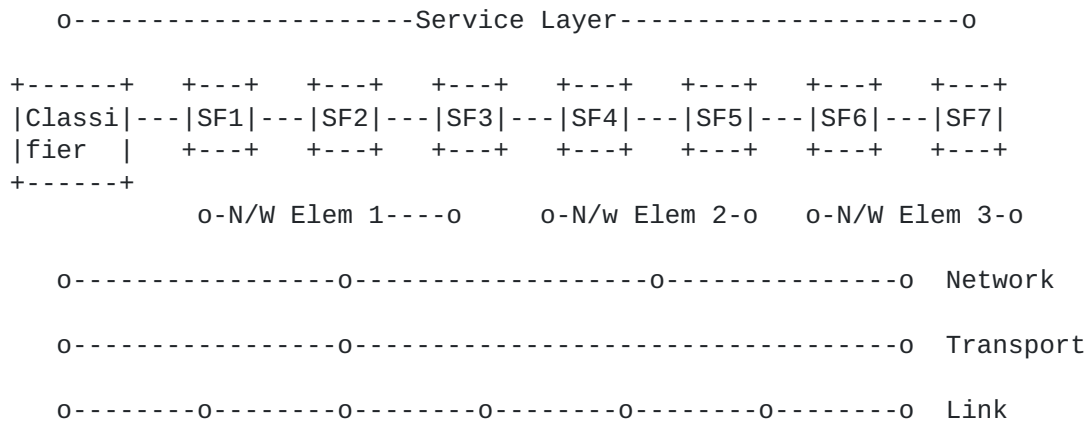 o----------------------Service Layer----------------------o

+------+   +---+   +---+   +---+   +---+   +---+   +---+   +---+
|Classi|---|SF1|---|SF2|---|SF3|---|SF4|---|SF5|---|SF6|---|SF7|
|fier  |   +---+   +---+   +---+   +---+   +---+   +---+   +---+
+------+
            o-N/W Elem 1----o     o-N/w Elem 2-o   o-N/W Elem 3-o

   o-----------------o-------------------o---------------o  Network

   o-----------------o-----------------------------------o  Transport

   o--------o--------o--------o--------o--------o--------o  Link